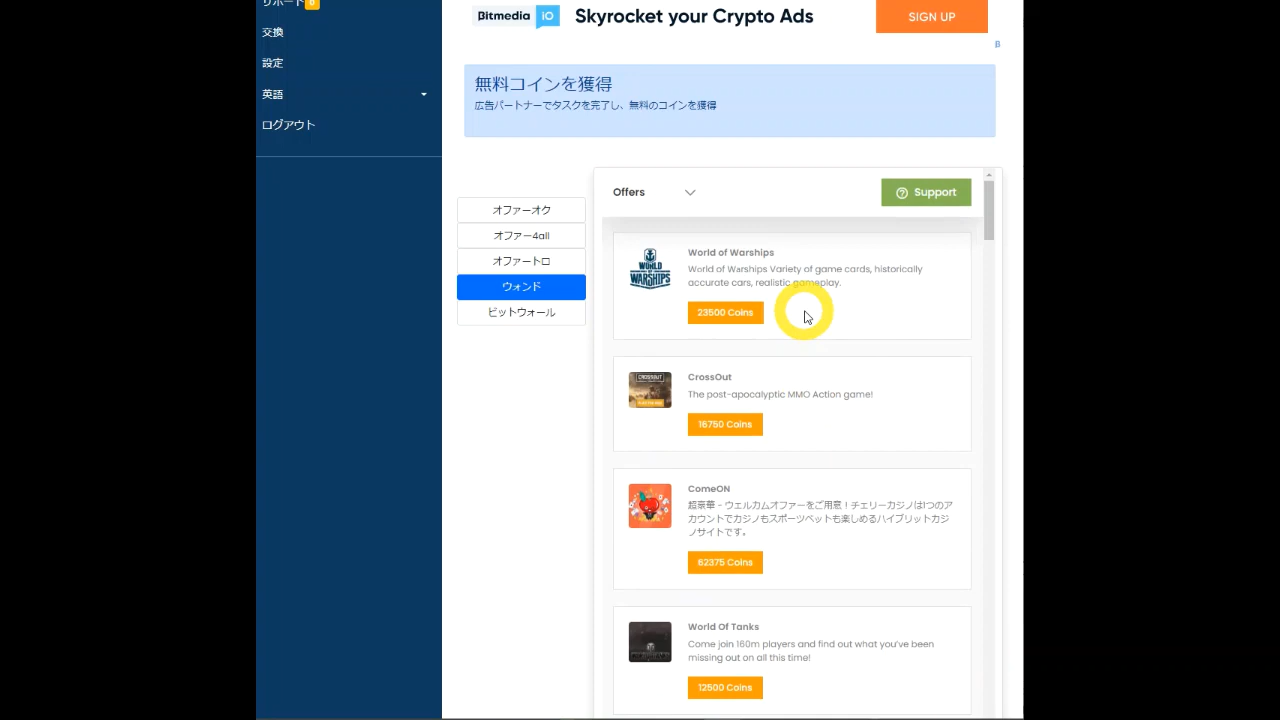 リポート 0
交換
設定
英語
ログアウト
Bitmedia IO
Skyrocket your Crypto Ads
SIGN UP
無料コインを獲得
広告パートナーでタスクを完了し、無料のコインを獲得
オファーオク
オファー4all
オファートロ
ウォンド
ビットウォール
Offers
Support
WORLD OF WARSHIPS
World of Warships
World of Warships Variety of game cards, historically
accurate cars, realistic gameplay.
23500 Coins
CROSSOUT
CrossOut
The post-apocalyptic MMO Action game!
16750 Coins
ComeON
超豪華 - ウェルカムオファーをご用意！チェリーカジノは1つのア
カウントでカジノもスポーツベットも楽しめるハイブリットカジ
ノサイトです。
62375 Coins
World Of Tanks
Come join 160m players and find out what you've been
missing out on all this time!
12500 Coins